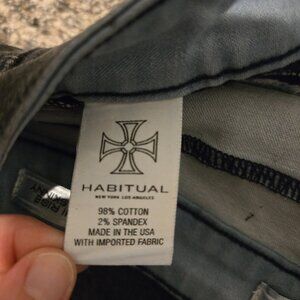 HABITUAL
NEW YORK LOS ANGELES
98% COTTON
2% SPANDEX
MADE IN THE USA
WITH IMPORTED FABRIC